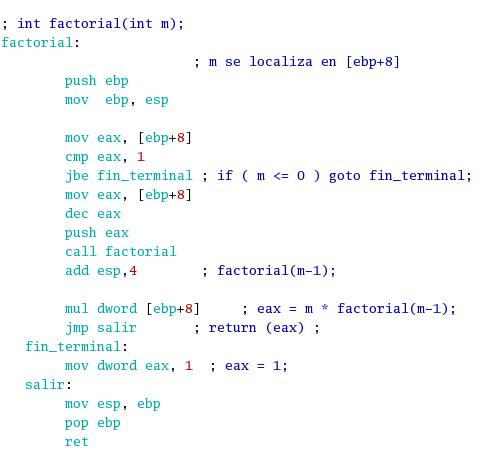 ; int factorial(int m);
factorial:
; m se localiza en [ebp+8]
push ebp
mov  ebp, esp
mov eax, [ebp+8]
cmp eax, 1
jbe fin_terminal ; if ( m <= 0 ) goto fin_terminal;
mov eax, [ebp+8]
dec eax
push eax
call factorial
add esp,4        ; factorial(m-1);
mul dword [ebp+8]     ; eax = m * factorial(m-1);
jmp salir       ; return (eax) ;
fin_terminal:
mov dword eax, 1  ; eax = 1;
salir:
mov esp, ebp
pop ebp
ret